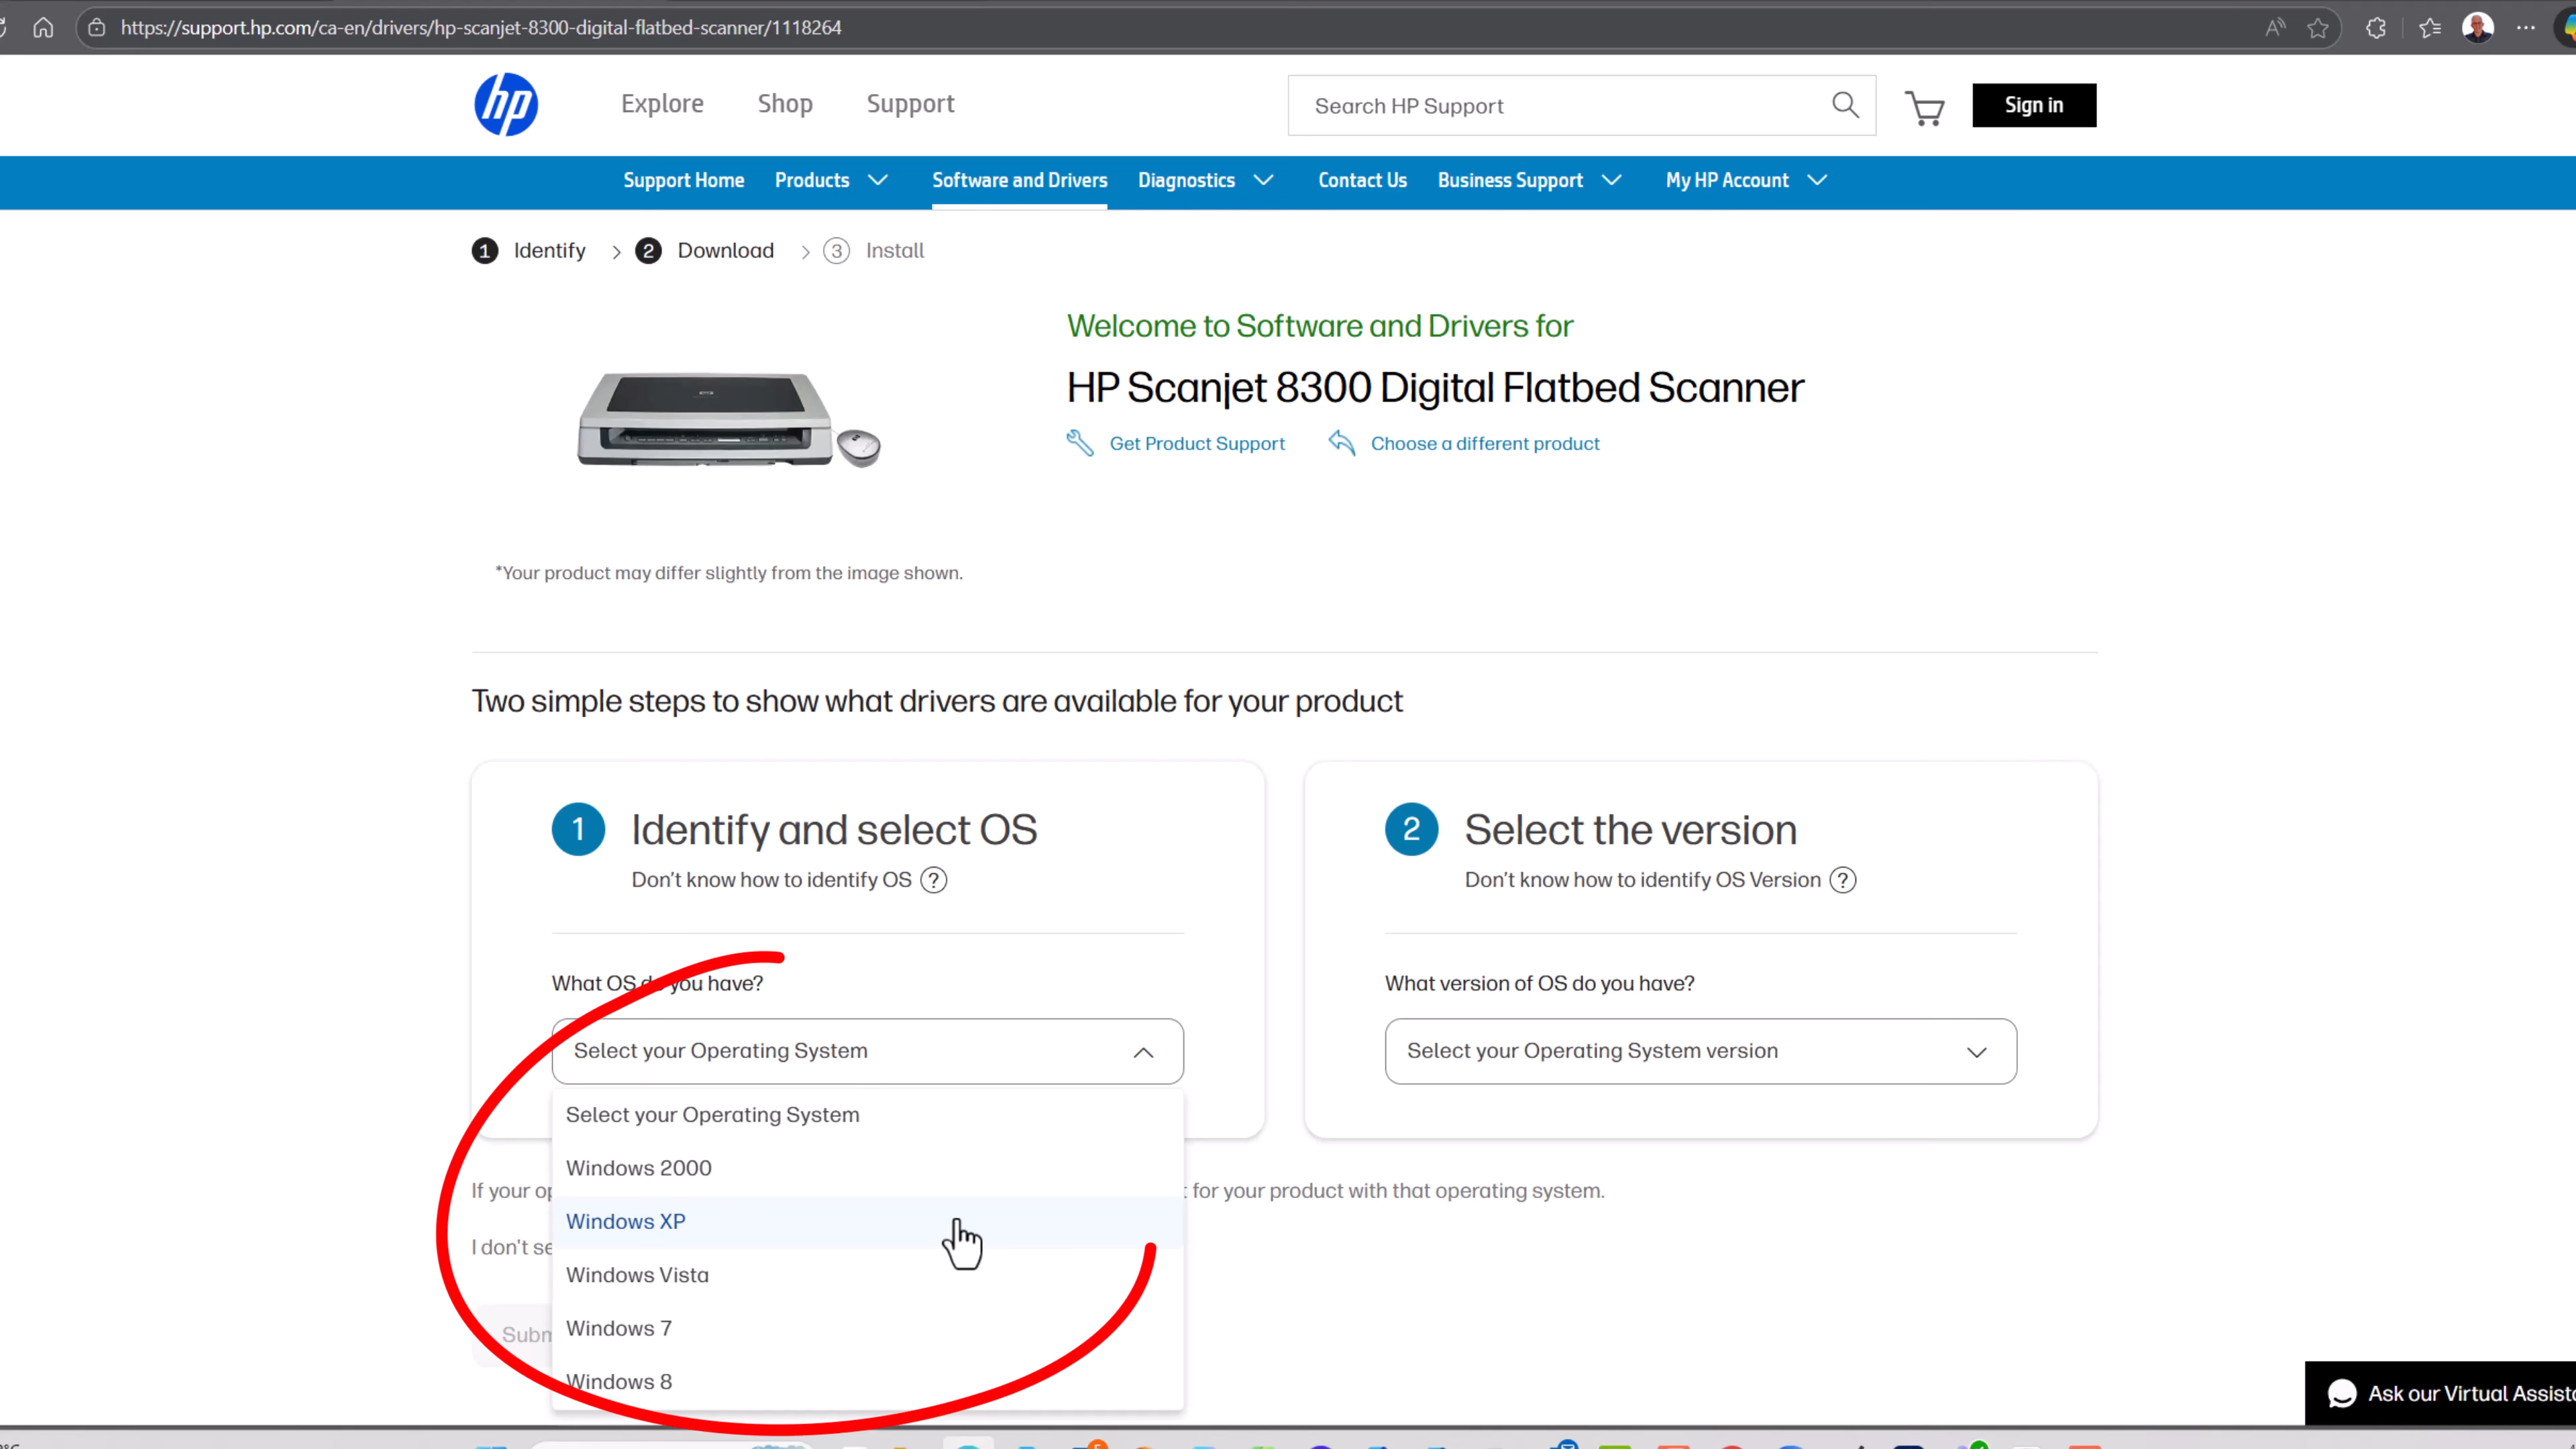 https://support.hp.com/ca-en/drivers/hp-scanjet-8300-digital-flatbed-scanner/1118264
hp Explore Shop Support Search HP Support Sign in
Support Home Products Software and Drivers Diagnostics Contact Us Business Support My HP Account
1 Identify > 2 Download > 3 Install
Welcome to Software and Drivers for
HP Scanjet 8300 Digital Flatbed Scanner
Get Product Support Choose a different product
*Your product may differ slightly from the image shown.
Two simple steps to show what drivers are available for your product
1 Identify and select OS
Don't know how to identify OS ?
What OS do you have?
Select your Operating System
Select your Operating System
Windows 2000
Windows XP
Windows Vista
Windows 7
Windows 8
2 Select the version
Don't know how to identify OS Version ?
What version of OS do you have?
Select your Operating System version
If your for your product with that operating system.
I don't
Ask our Virtual